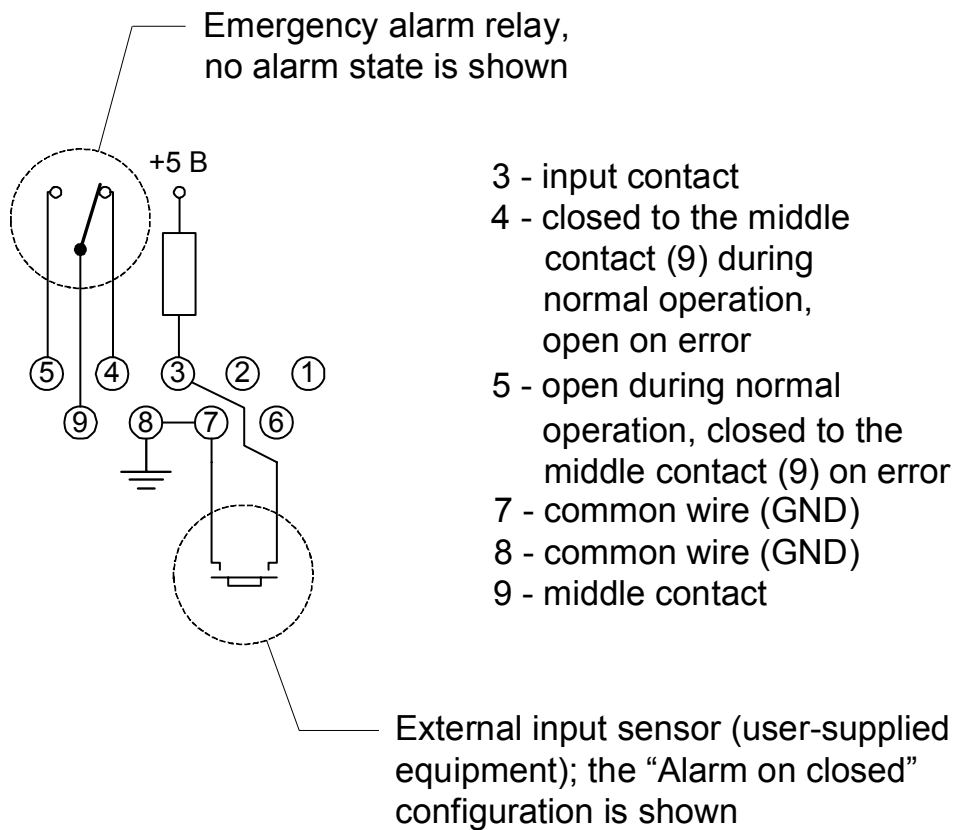 Emergency alarm relay,
no alarm state is shown
+5 В
3 - input contact
4 - closed to the middle
contact (9) during
normal operation,
open on error
5 - open during normal
operation, closed to the
middle contact (9) on error
7 - common wire (GND)
8 - common wire (GND)
9 - middle contact
5 4 3 2 1
9 8 7 6
External input sensor (user-supplied
equipment); the “Alarm on closed”
configuration is shown